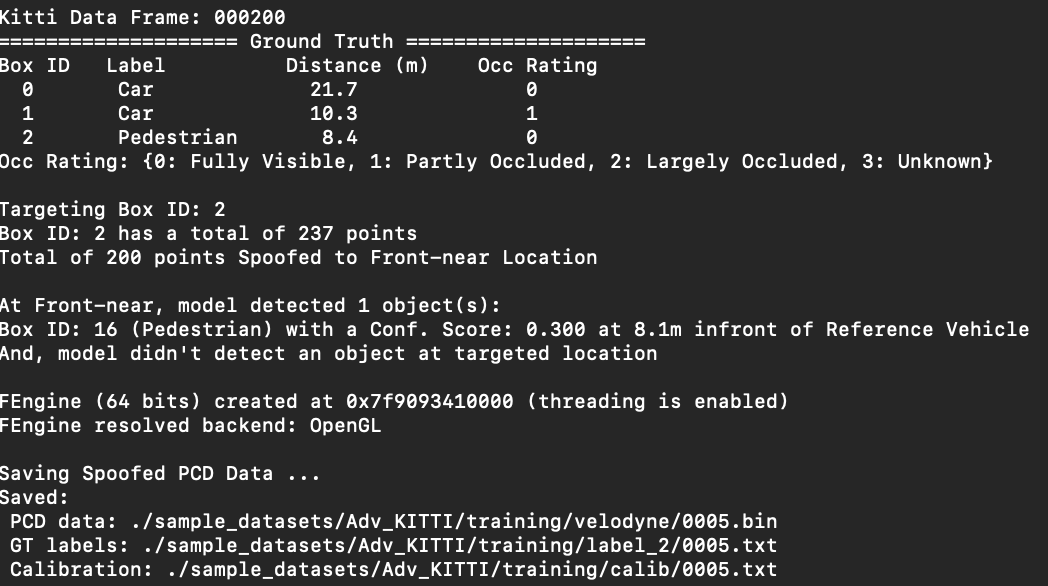 Kitti Data Frame: 000200
==================== Ground Truth ====================
Box ID   Label          Distance (m)    Occ Rating
  0       Car             21.7              0
  1       Car             10.3              1
  2       Pedestrian       8.4              0
Occ Rating: {0: Fully Visible, 1: Partly Occluded, 2: Largely Occluded, 3: Unknown}

Targeting Box ID: 2
Box ID: 2 has a total of 237 points
Total of 200 points Spoofed to Front-near Location

At Front-near, model detected 1 object(s):
Box ID: 16 (Pedestrian) with a Conf. Score: 0.300 at 8.1m infront of Reference Vehicle
And, model didn't detect an object at targeted location

FEngine (64 bits) created at 0x7f9093410000 (threading is enabled)
FEngine resolved backend: OpenGL

Saving Spoofed PCD Data ...
Saved:
 PCD data: ./sample_datasets/Adv_KITTI/training/velodyne/0005.bin
 GT labels: ./sample_datasets/Adv_KITTI/training/label_2/0005.txt
 Calibration: ./sample_datasets/Adv_KITTI/training/calib/0005.txt